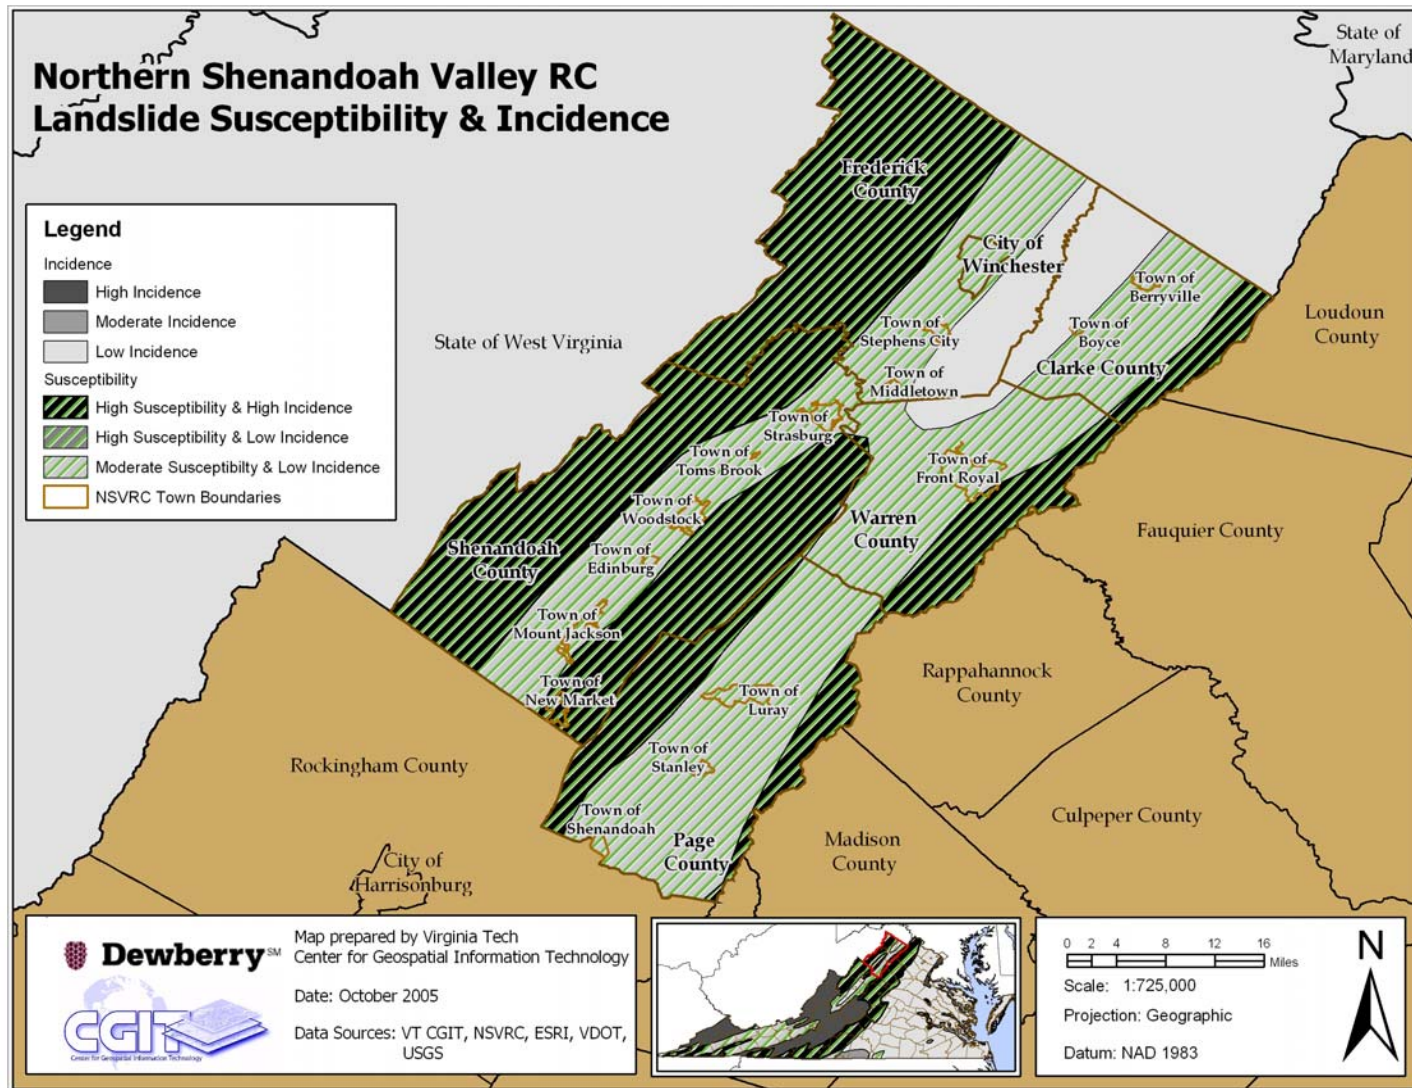 Northern Shenandoah Valley RC
Landslide Susceptibility & Incidence
State of
Maryland
Legend
Incidence
High Incidence
Moderate Incidence
Low Incidence
Susceptibility
High Susceptibility & High Incidence
High Susceptibility & Low Incidence
Moderate Susceptibilty & Low Incidence
NSVRC Town Boundaries
Frederick
County
City of
Winchester
Town of
Berryville
Loudoun
County
State of West Virginia
Town of
Stephens City
Town of
Boyce
Clarke County
Town of
Middletown
Town of
Strasburg
Town of
Toms Brook
Town of
Front Royal
Town of
Woodstock
Warren
County
Fauquier County
Shenandoah
County
Town of
Edinburg
Town of
Mount Jackson
Rappahannock
County
Town of
New Market
Town of
Luray
Town of
Stanley
Rockingham County
Culpeper County
Town of
Shenandoah
Page
County
Madison
County
City of
Harrisonburg
Dewberry SM
CGIT
Center for Geospatial Information Technology
Map prepared by Virginia Tech
Center for Geospatial Information Technology
Date: October 2005
Data Sources: VT CGIT, NSVRC, ESRI, VDOT,
USGS
0 2 4 8 12 16
Miles
Scale: 1:725,000
Projection: Geographic
Datum: NAD 1983
N